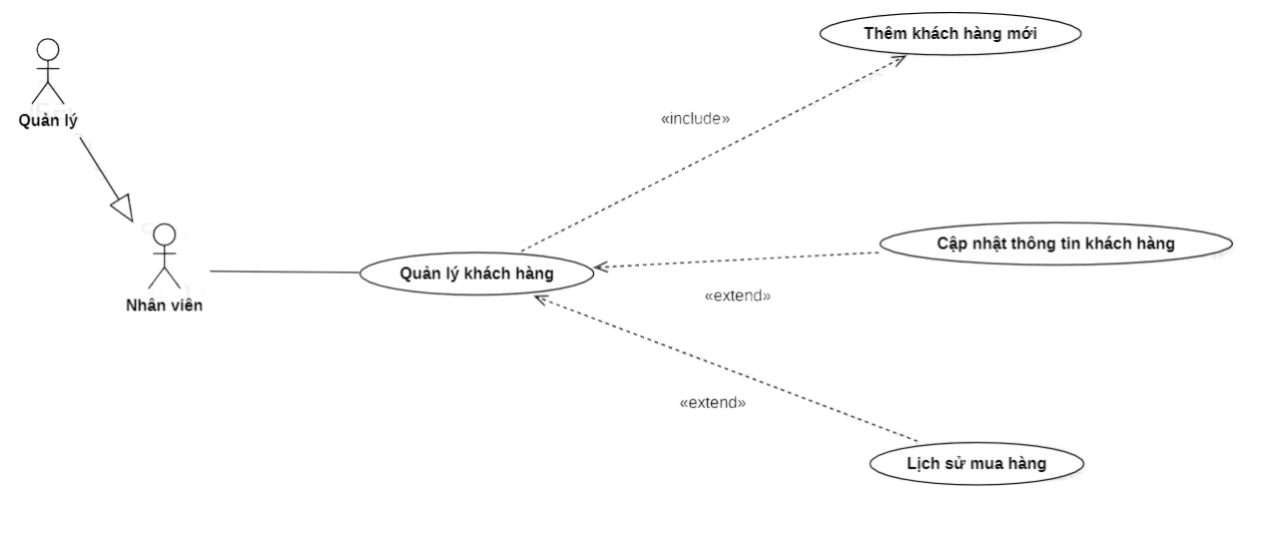 Thêm khách hàng mới
Quản lý
«include»
Cập nhật thông tin khách hàng
Quản lý khách hàng
«extend»
Nhân viên
«extend»
Lịch sử mua hàng